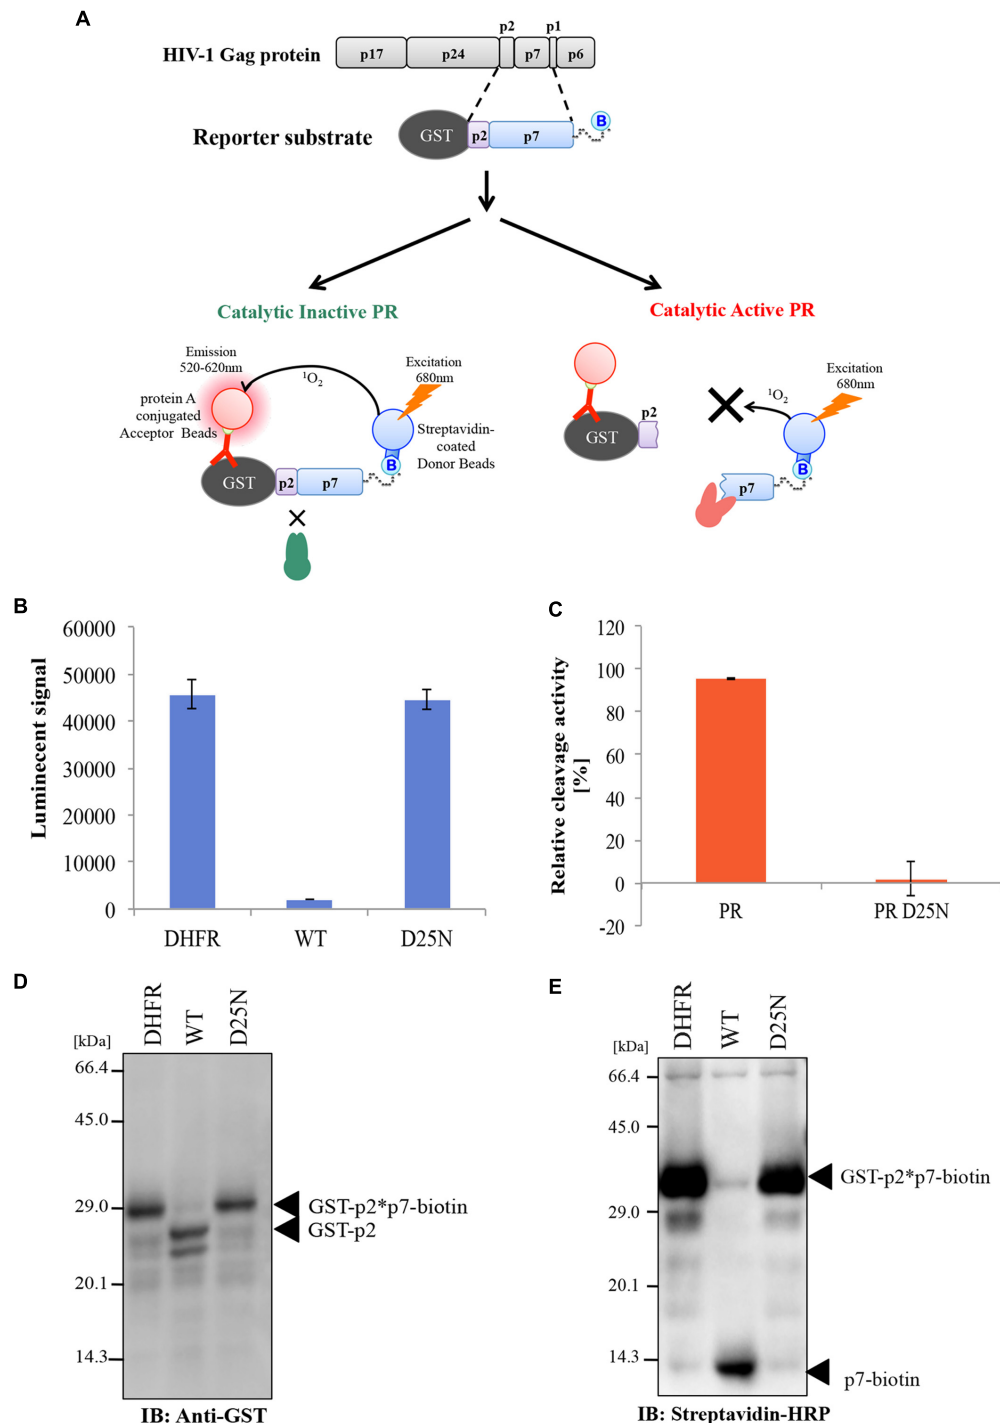 A
p2
p1
HIV-1 Gag protein
p17
p24
p7
p6
B
Reporter substrate
GST
p2
p7
Catalytic Inactive PR
Catalytic Active PR
Emission
520-620nm
¹O₂
Excitation
680nm
protein A
conjugated
Acceptor Beads
Streptavidin-
coated
Donor Beads
B
GST
p2
p7
¹O₂
Excitation
680nm
p2
GST
B
p7
B
Luminecent signal
60000
50000
40000
30000
20000
10000
0
DHFR
WT
D25N
C
Relative cleavage activity
[%]
120
100
80
60
40
20
0
-20
PR
PR D25N
D
DHFR
WT
D25N
[kDa]
66.4
45.0
29.0
20.1
14.3
GST-p2*p7-biotin
GST-p2
IB: Anti-GST
E
DHFR
WT
D25N
[kDa]
66.4
45.0
29.0
20.1
14.3
GST-p2*p7-biotin
p7-biotin
IB: Streptavidin-HRP